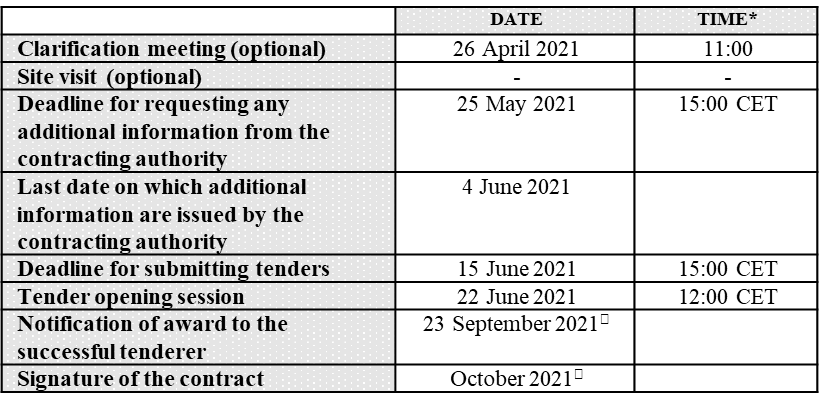 DATE TIME*
Clarification meeting (optional) 26 April 2021 11:00
Site visit (optional) - -
Deadline for requesting any 25 May 2021 15:00 CET
additional information from the
contracting authority
Last date on which additional 4 June 2021
information are issued by the
contracting authority
Deadline for submitting tenders 15 June 2021 15:00 CET
Tender opening session 22 June 2021 12:00 CET
Notification of award to the 23 September 2021
successful tenderer
Signature of the contract October 2021